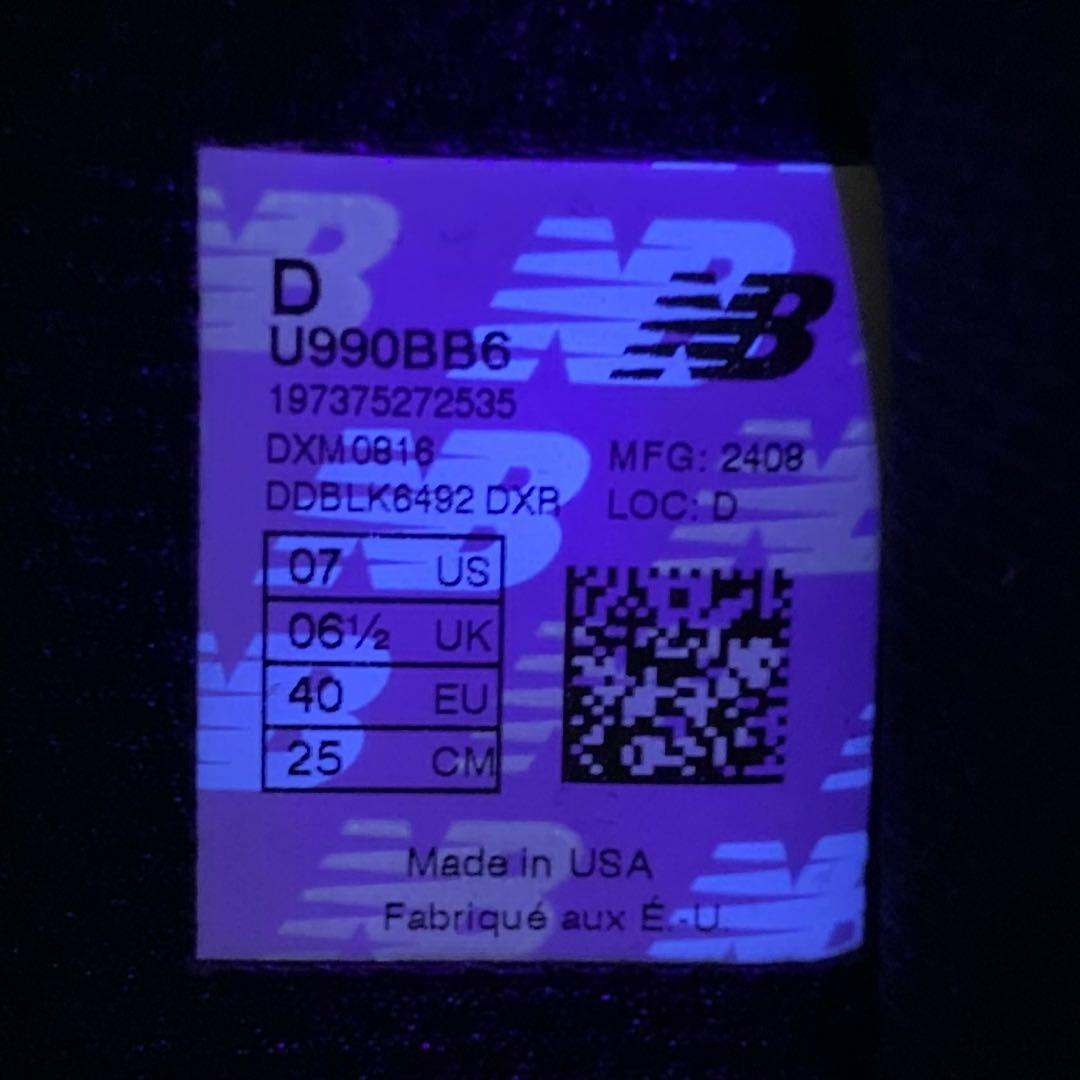 D
NB
U990BB6
197375272535
DXM0816
MFG: 2408
DDBLK6492 DXR
LOC: D
07 US
06½ UK
40 EU
25 CM
Made in USA
Fabriqué aux É.-U.